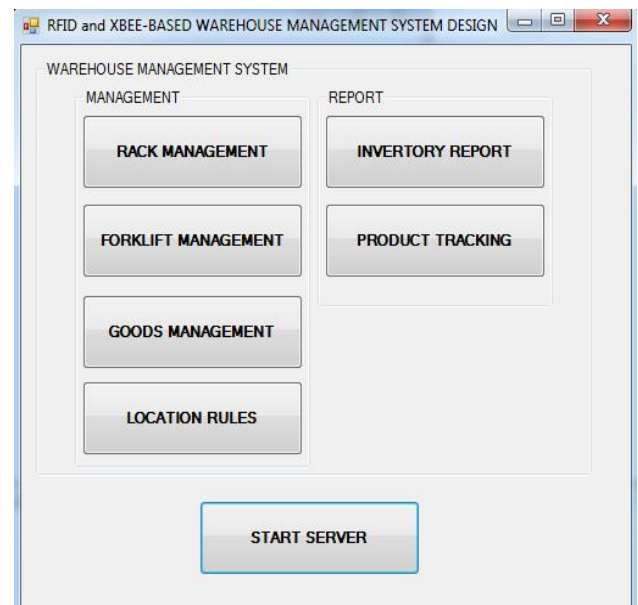 RFID and XBEE-BASED WAREHOUSE MANAGEMENT SYSTEM DESIGN
WAREHOUSE MANAGEMENT SYSTEM
MANAGEMENT
RACK MANAGEMENT
FORKLIFT MANAGEMENT
GOODS MANAGEMENT
LOCATION RULES
REPORT
INVERTORY REPORT
PRODUCT TRACKING
START SERVER